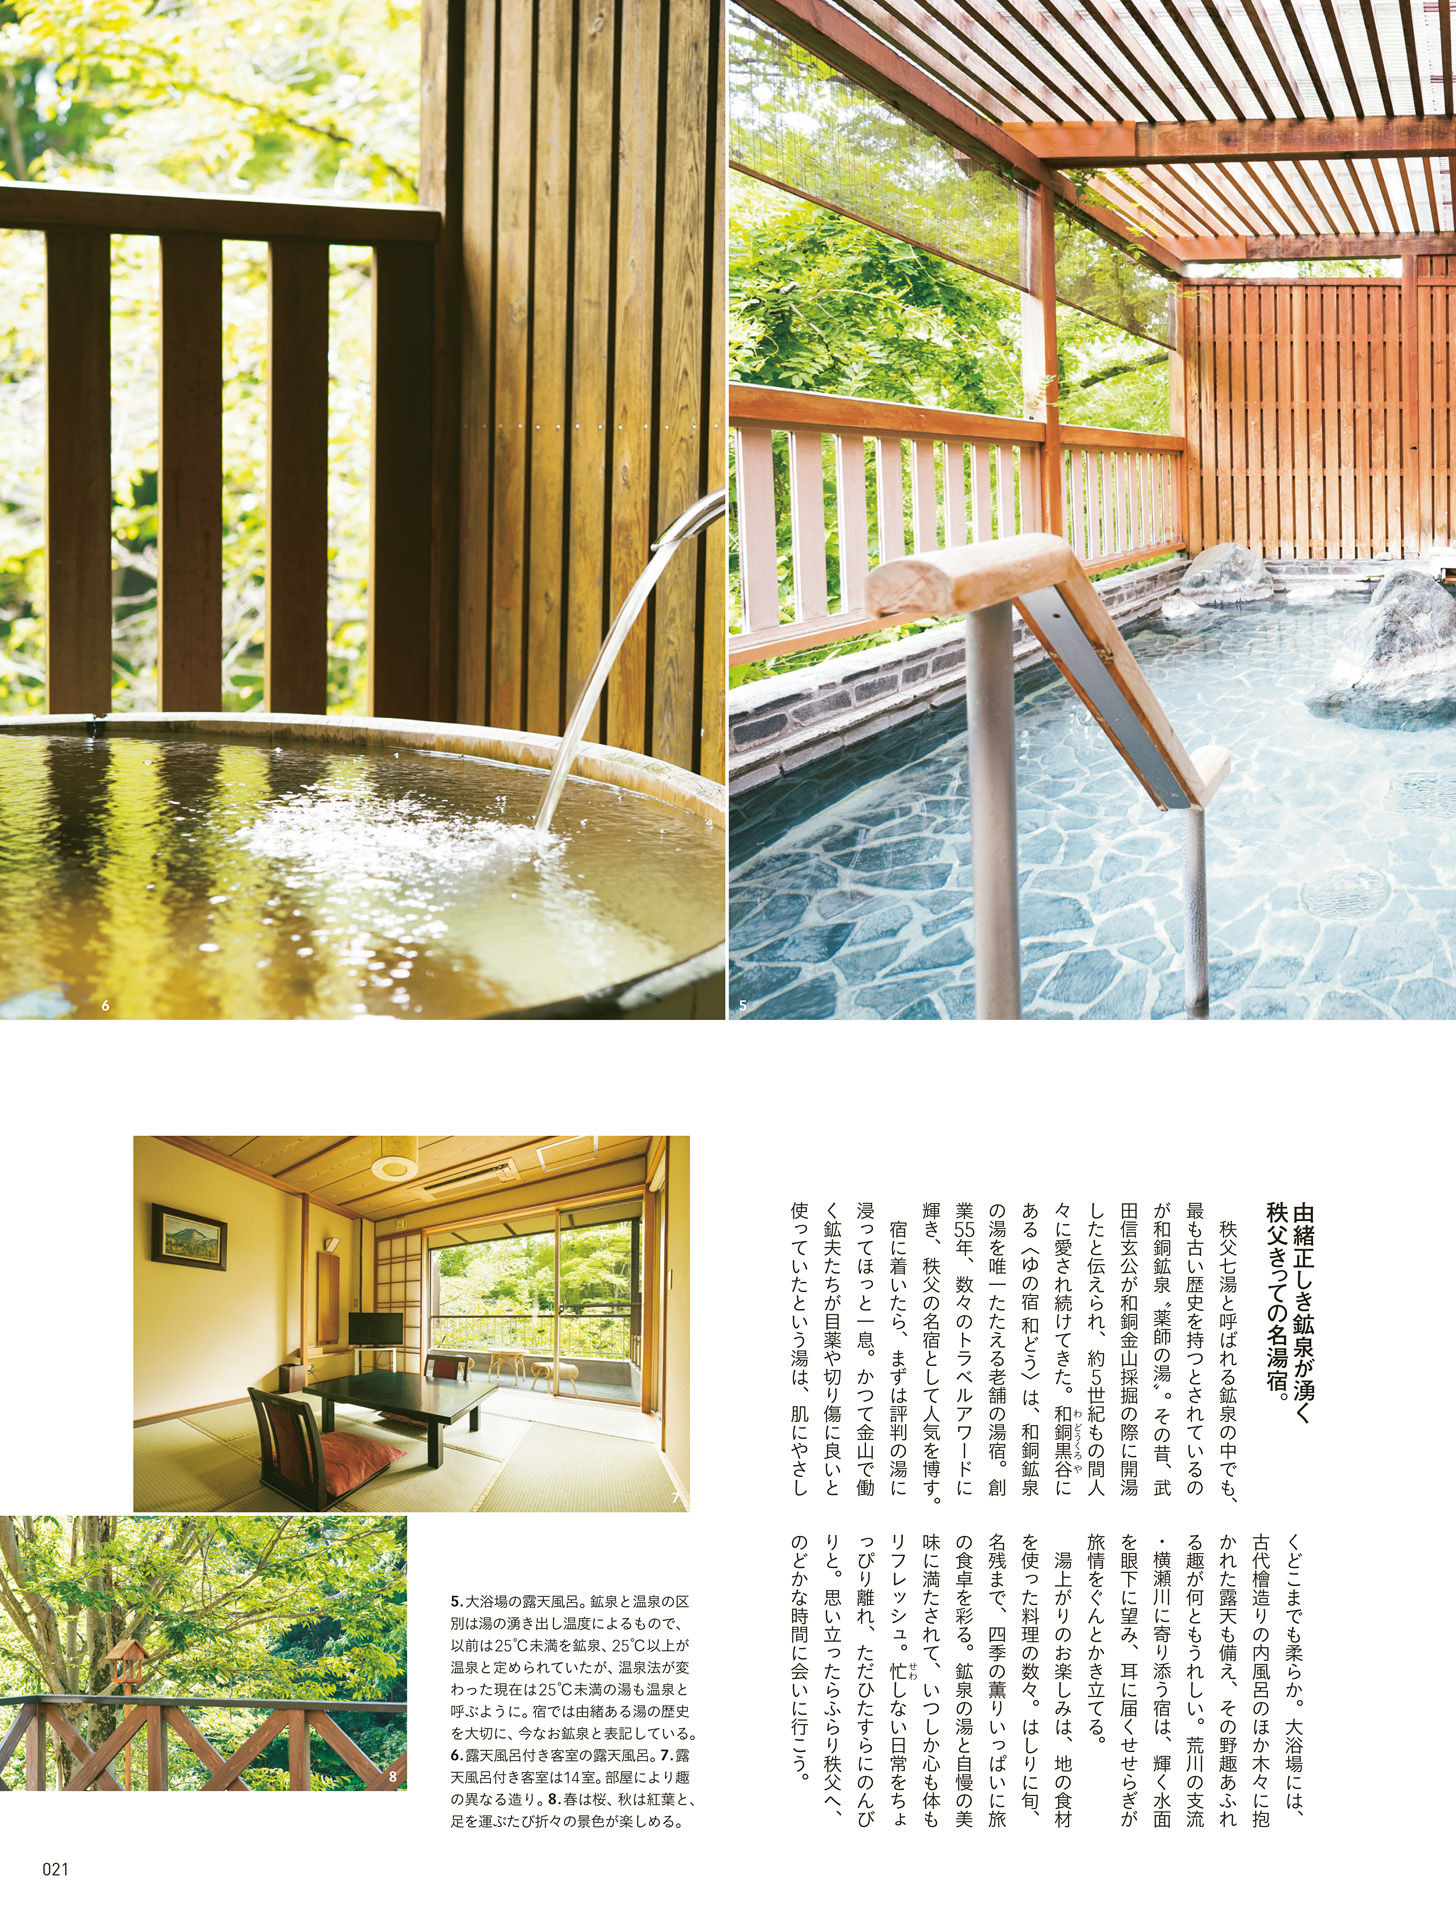 由緒正しき鉱泉が湧く
秩父きっての名湯宿。
秩父七湯と呼ばれる鉱泉の中でも、
最も古い歴史を持つとされているの
が和銅鉱泉〝薬師の湯〟。その昔、武
田信玄公が和銅金山採掘の際に開湯
したと伝えられ、約5世紀もの間人
々に愛され続けてきた。和銅黒谷に
わどうくろや
ある〈ゆの宿 和どう〉は、和銅鉱泉
の湯を唯一たたえる老舗の湯宿。創
業55年、数々のトラベルアワードに
輝き、秩父の名宿として人気を博す。
宿に着いたら、まずは評判の湯に
浸ってほっと一息。かつて金山で働
く鉱夫たちが目薬や切り傷に良いと
使っていたという湯は、肌にやさし
くどこまでも柔らか。大浴場には、
古代檜造りの内風呂のほか木々に抱
かれた露天も備え、その野趣あふれ
る趣が何ともうれしい。荒川の支流
・横瀬川に寄り添う宿は、輝く水面
を眼下に望み、耳に届くせせらぎが
旅情をぐんとかき立てる。
湯上がりのお楽しみは、地の食材
を使った料理の数々。はしりに旬、
名残まで、四季の薫りいっぱいに旅
の食卓を彩る。鉱泉の湯と自慢の美
味に満たされて、いつしか心も体も
リフレッシュ。忙しない日常をちょ
せわ
っぴり離れ、ただひたすらにのんび
りと。思い立ったらふらり秩父へ、
のどかな時間に会いに行こう。
5.大浴場の露天風呂。鉱泉と温泉の区
別は湯の湧き出し温度によるもので、
以前は25℃未満を鉱泉、25℃以上が
温泉と定められていたが、温泉法が変
わった現在は25℃未満の湯も温泉と
呼ぶように。宿では由緒ある湯の歴史
を大切に、今なお鉱泉と表記している。
6.露天風呂付き客室の露天風呂。7.露
天風呂付き客室は14室。部屋により趣
の異なる造り。8.春は桜、秋は紅葉と、
足を運ぶたび折々の景色が楽しめる。
5
6
7
8
021